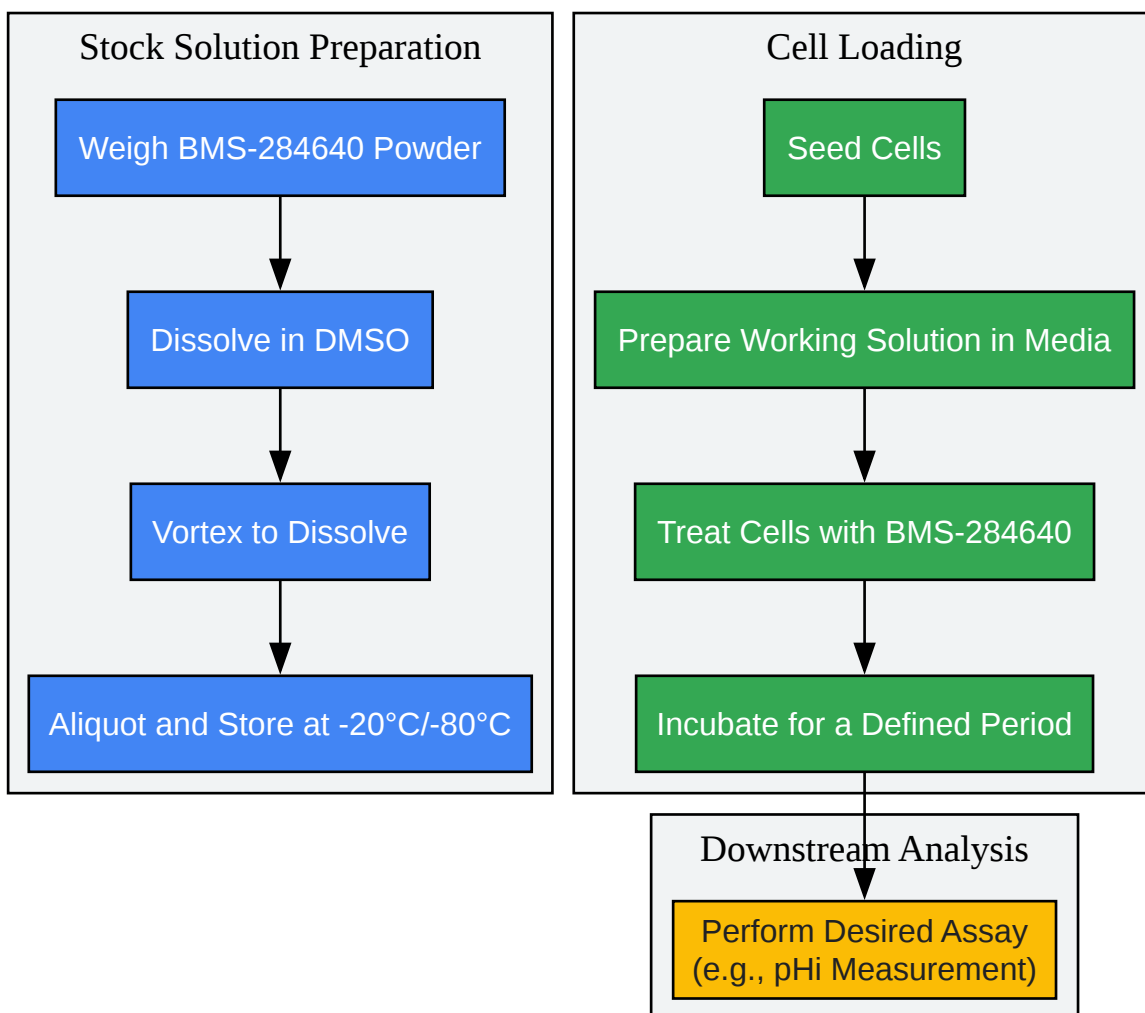 Stock Solution Preparation
Weigh BMS-284640 Powder
Dissolve in DMSO
Vortex to Dissolve
Aliquot and Store at -20°C/-80°C
Cell Loading
Seed Cells
Prepare Working Solution in Media
Treat Cells with BMS-284640
Incubate for a Defined Period
Downstream Analysis
Perform Desired Assay
(e.g., pHi Measurement)